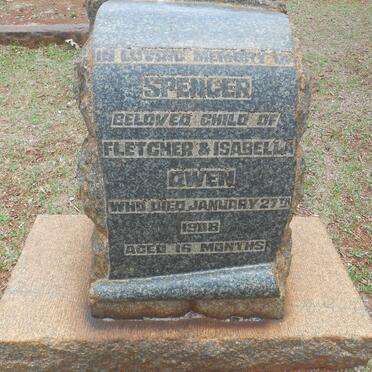 IN LOVING MEMORY OF
SPENCER
BELOVED CHILD OF
FLETCHER & ISABELLA
OWEN
WHO DIED JANUARY 27TH
1908
AGED 16 MONTHS